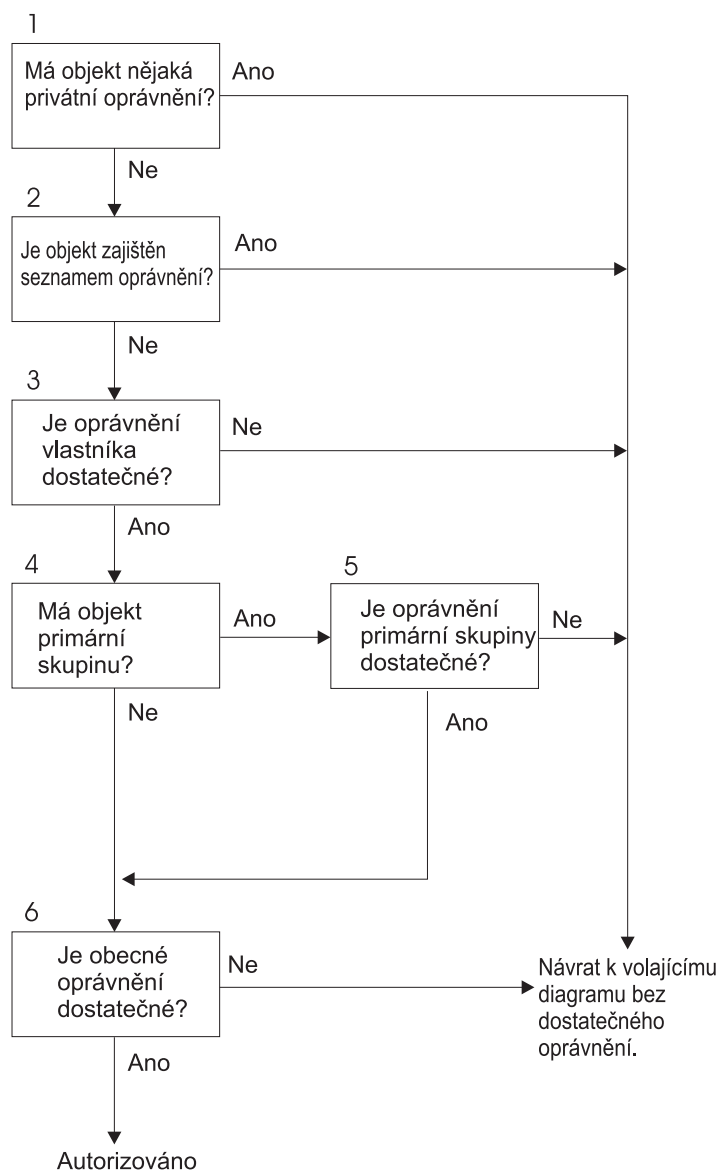 1
Má objekt nějaká
privátní oprávnění?
Ano
Ne
2
Je objekt zajištěn
seznamem oprávnění?
Ano
Ne
3
Je oprávnění
vlastníka
dostatečné?
Ne
Ano
4
Má objekt
primární
skupinu?
Ano
Ne
5
Je oprávnění
primární skupiny
dostatečné?
Ne
Ano
6
Je obecné
oprávnění
dostatečné?
Ne
Ano
Návrat k volajícímu
diagramu bez
dostatečného
oprávnění.
Autorizováno